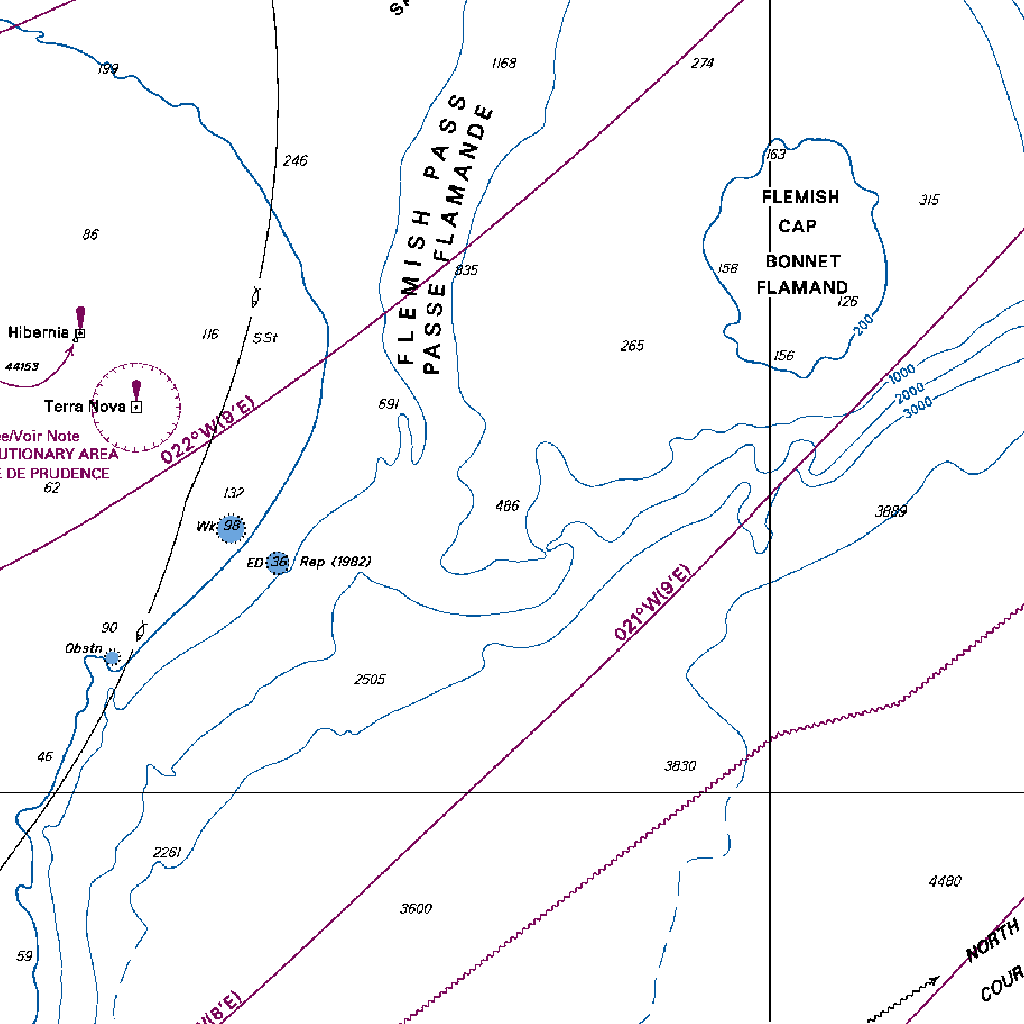 1168
274
199
FLEMISH PASS
PASSE FLAMANDE
246
163
FLEMISH
CAP
BONNET
FLAMAND
315
86
158
835
126
200
Hibernia
116
S St
265
156
44153
1000
2000
3000
Terra Nova
691
022°W(9'E)
e/Voir Note
UTIONARY AREA
E DE PRUDENCE
62
132
486
3889
Wk 98
ED 36 Rep (1982)
021°W(9'E)
90
Obstn
2505
46
3830
2261
4480
3600
59
NORTH
COUR
W(8'E)